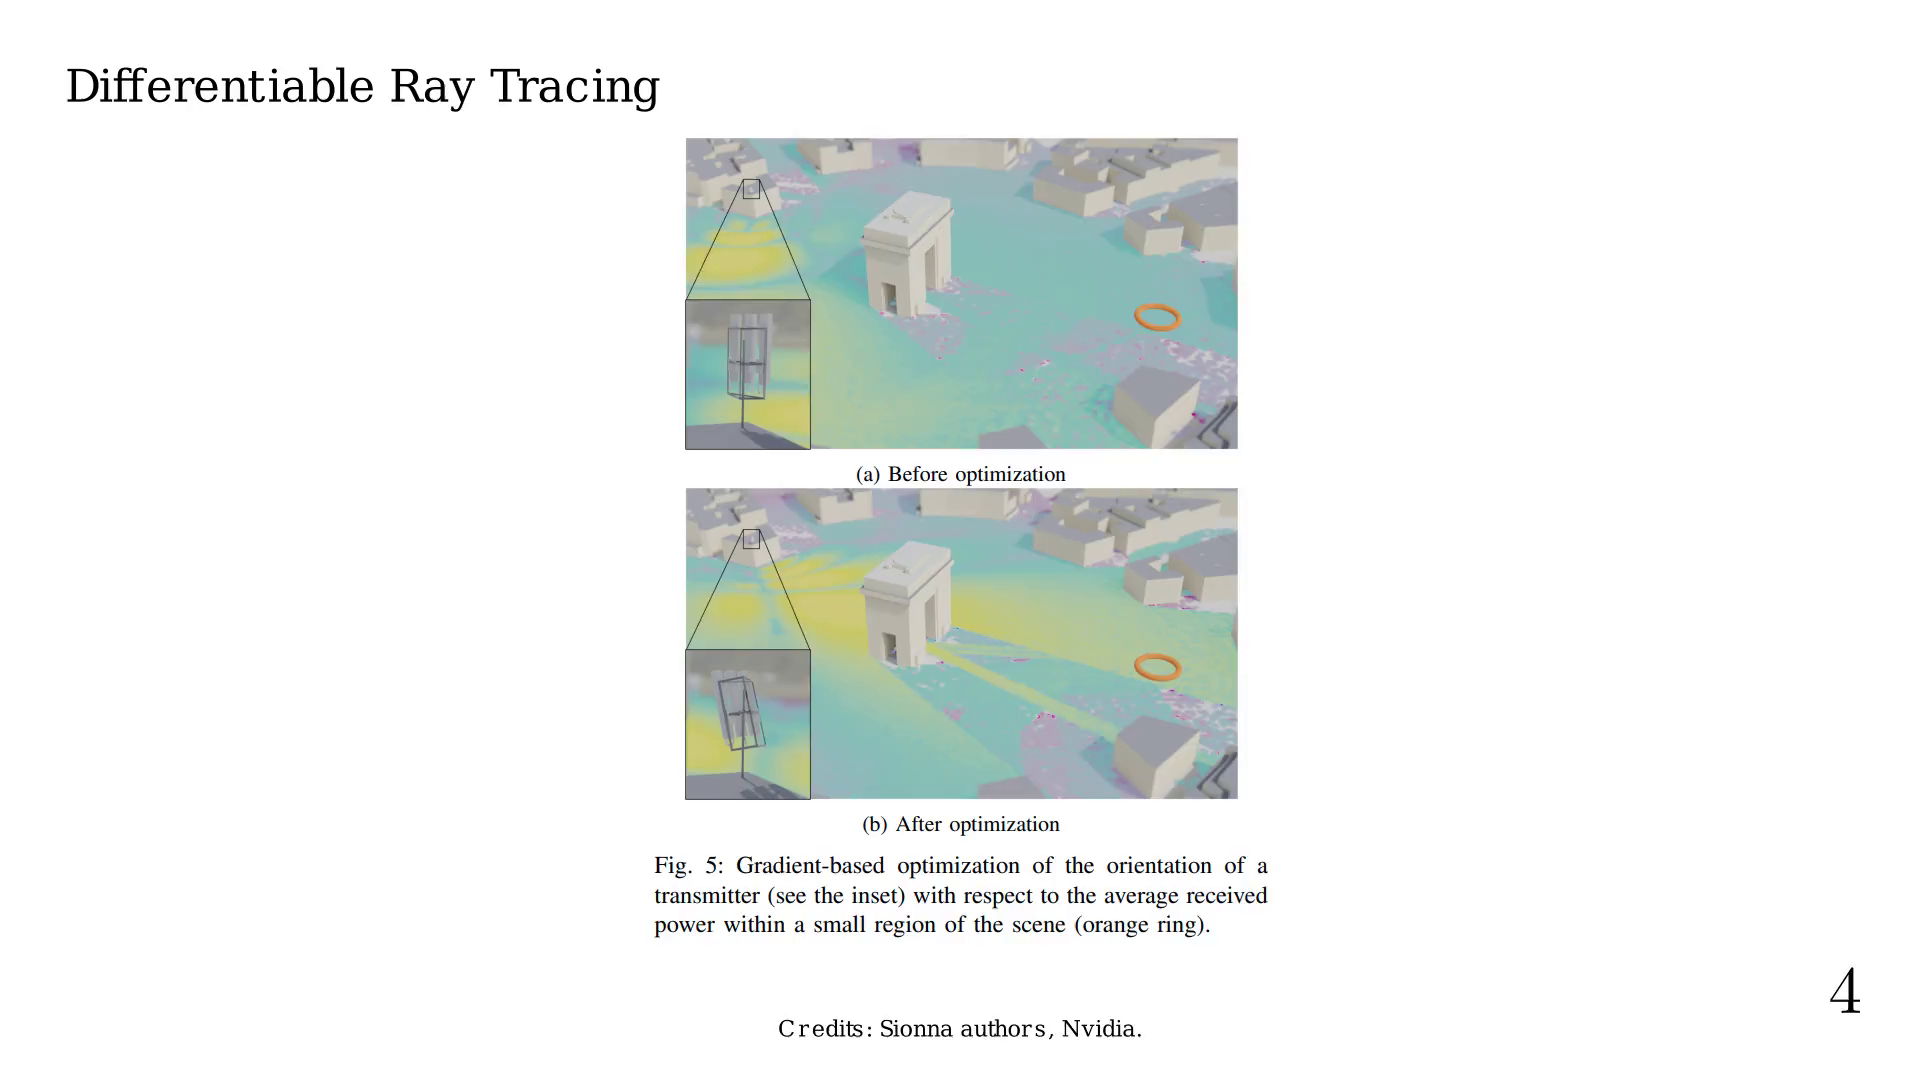 Differentiable Ray Tracing
(a) Before optimization
(b) After optimization
Fig. 5: Gradient-based optimization of the orientation of a
transmitter (see the inset) with respect to the average received
power within a small region of the scene (orange ring).
4
Credits: Sionna authors, Nvidia.